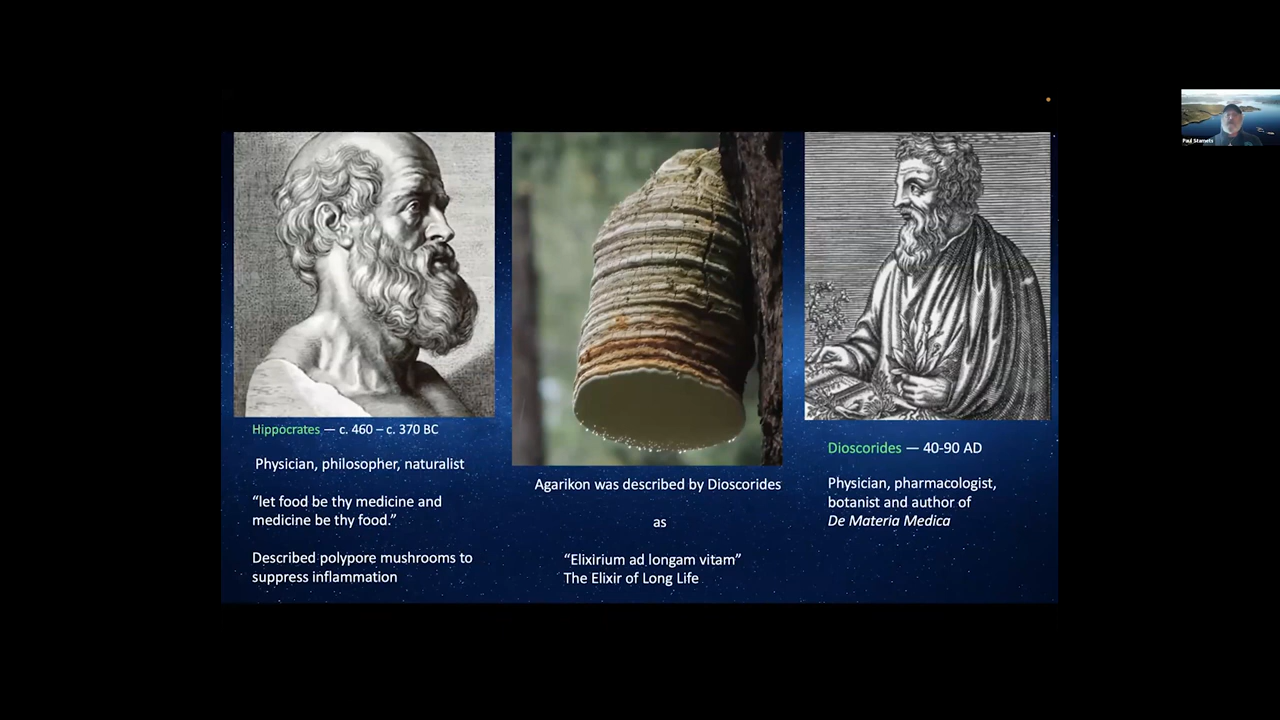 Hippocrates — c. 460 – c. 370 BC
Physician, philosopher, naturalist
“let food be thy medicine and
medicine be thy food.”
Described polypore mushrooms to
suppress inflammation
Agarikon was described by Dioscorides
as
“Elixirium ad longam vitam”
The Elixir of Long Life
Dioscorides — 40-90 AD
Physician, pharmacologist,
botanist and author of
De Materia Medica
Paul Stamets